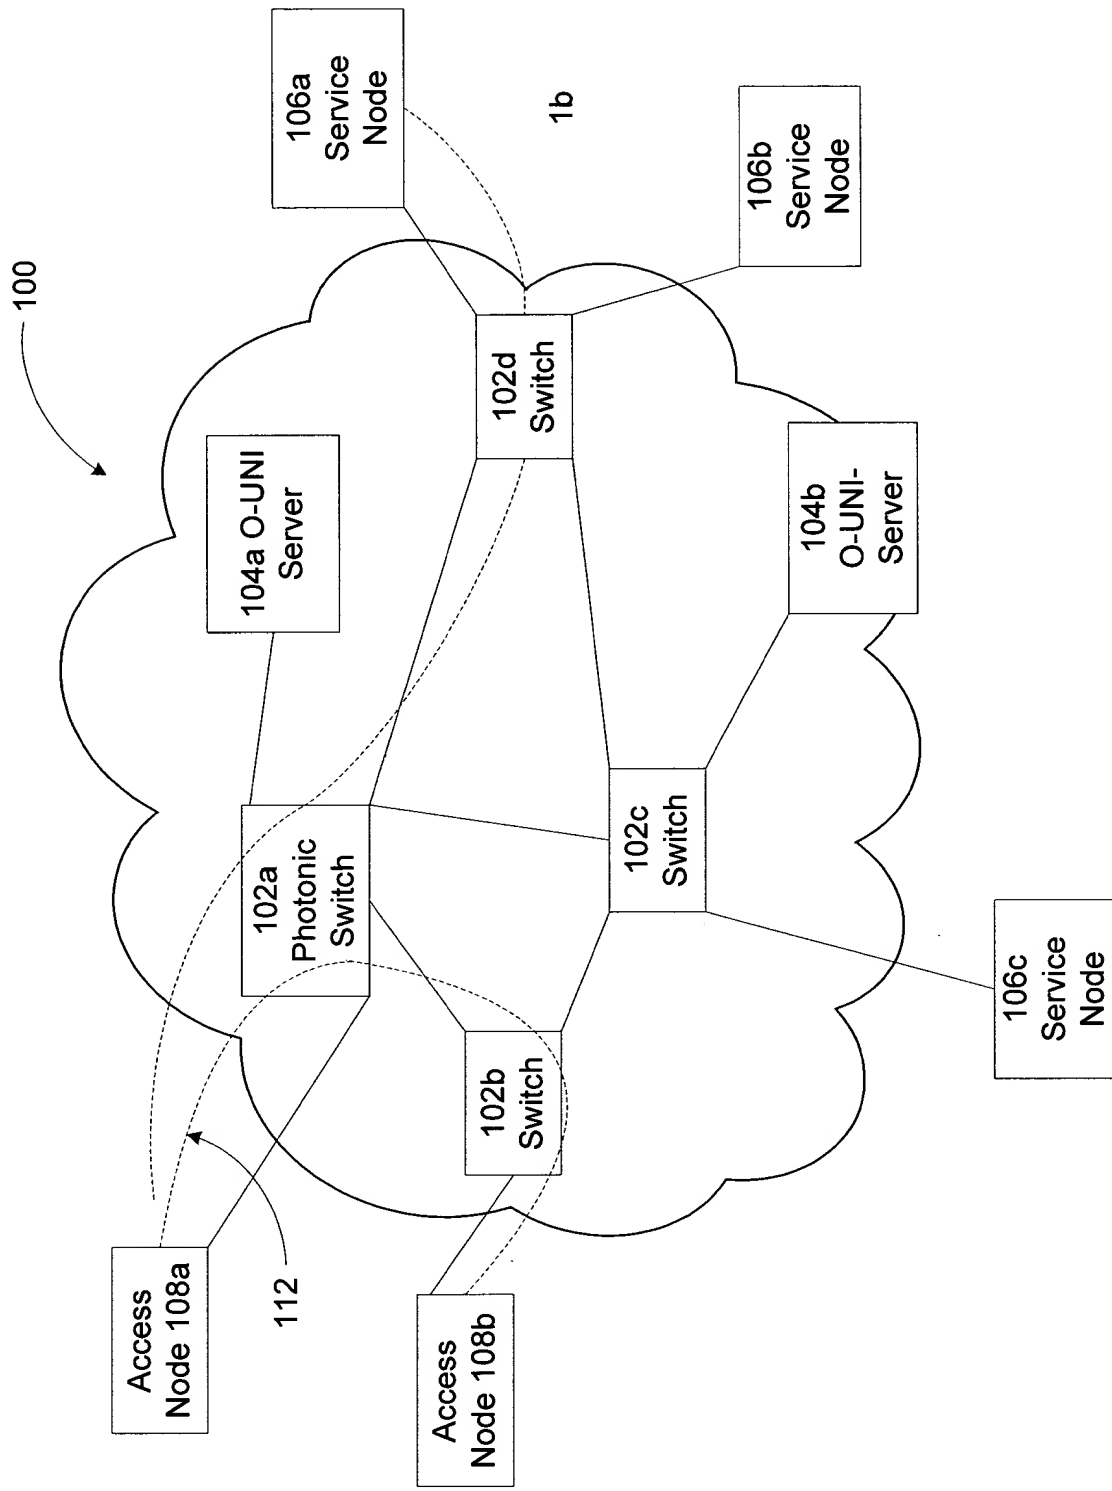 100
Access
Node 108a
112
104a O-UNI
Server
106a
Service
Node
102a
Photonic
Switch
102d
Switch
1b
Access
Node 108b
102b
Switch
102c
Switch
106b
Service
Node
104b
O-UNI-
Server
106c
Service
Node